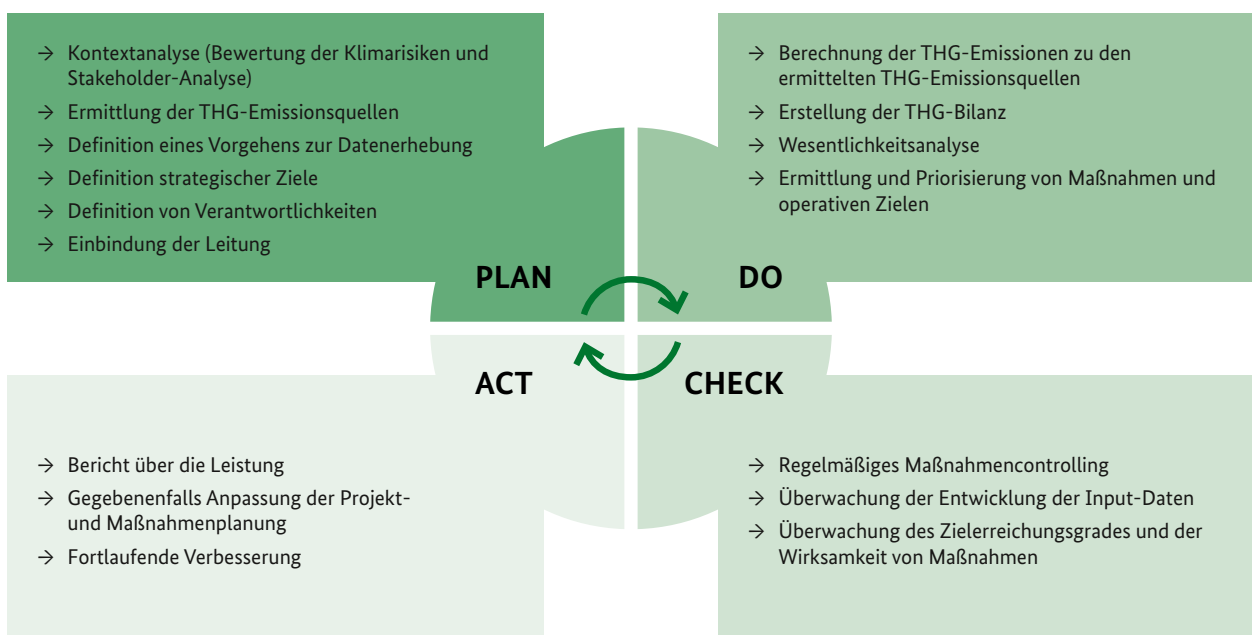 → Kontextanalyse (Bewertung der Klimarisiken und
Stakeholder-Analyse)
→ Ermittlung der THG-Emissionsquellen
→ Definition eines Vorgehens zur Datenerhebung
→ Definition strategischer Ziele
→ Definition von Verantwortlichkeiten
→ Einbindung der Leitung
PLAN
→ Berechnung der THG-Emissionen zu den
ermittelten THG-Emissionsquellen
→ Erstellung der THG-Bilanz
→ Wesentlichkeitsanalyse
→ Ermittlung und Priorisierung von Maßnahmen und
operativen Zielen
DO
ACT
→ Bericht über die Leistung
→ Gegebenenfalls Anpassung der Projekt-
und Maßnahmenplanung
→ Fortlaufende Verbesserung
CHECK
→ Regelmäßiges Maßnahmencontrolling
→ Überwachung der Entwicklung der Input-Daten
→ Überwachung des Zielerreichungsgrades und der
Wirksamkeit von Maßnahmen